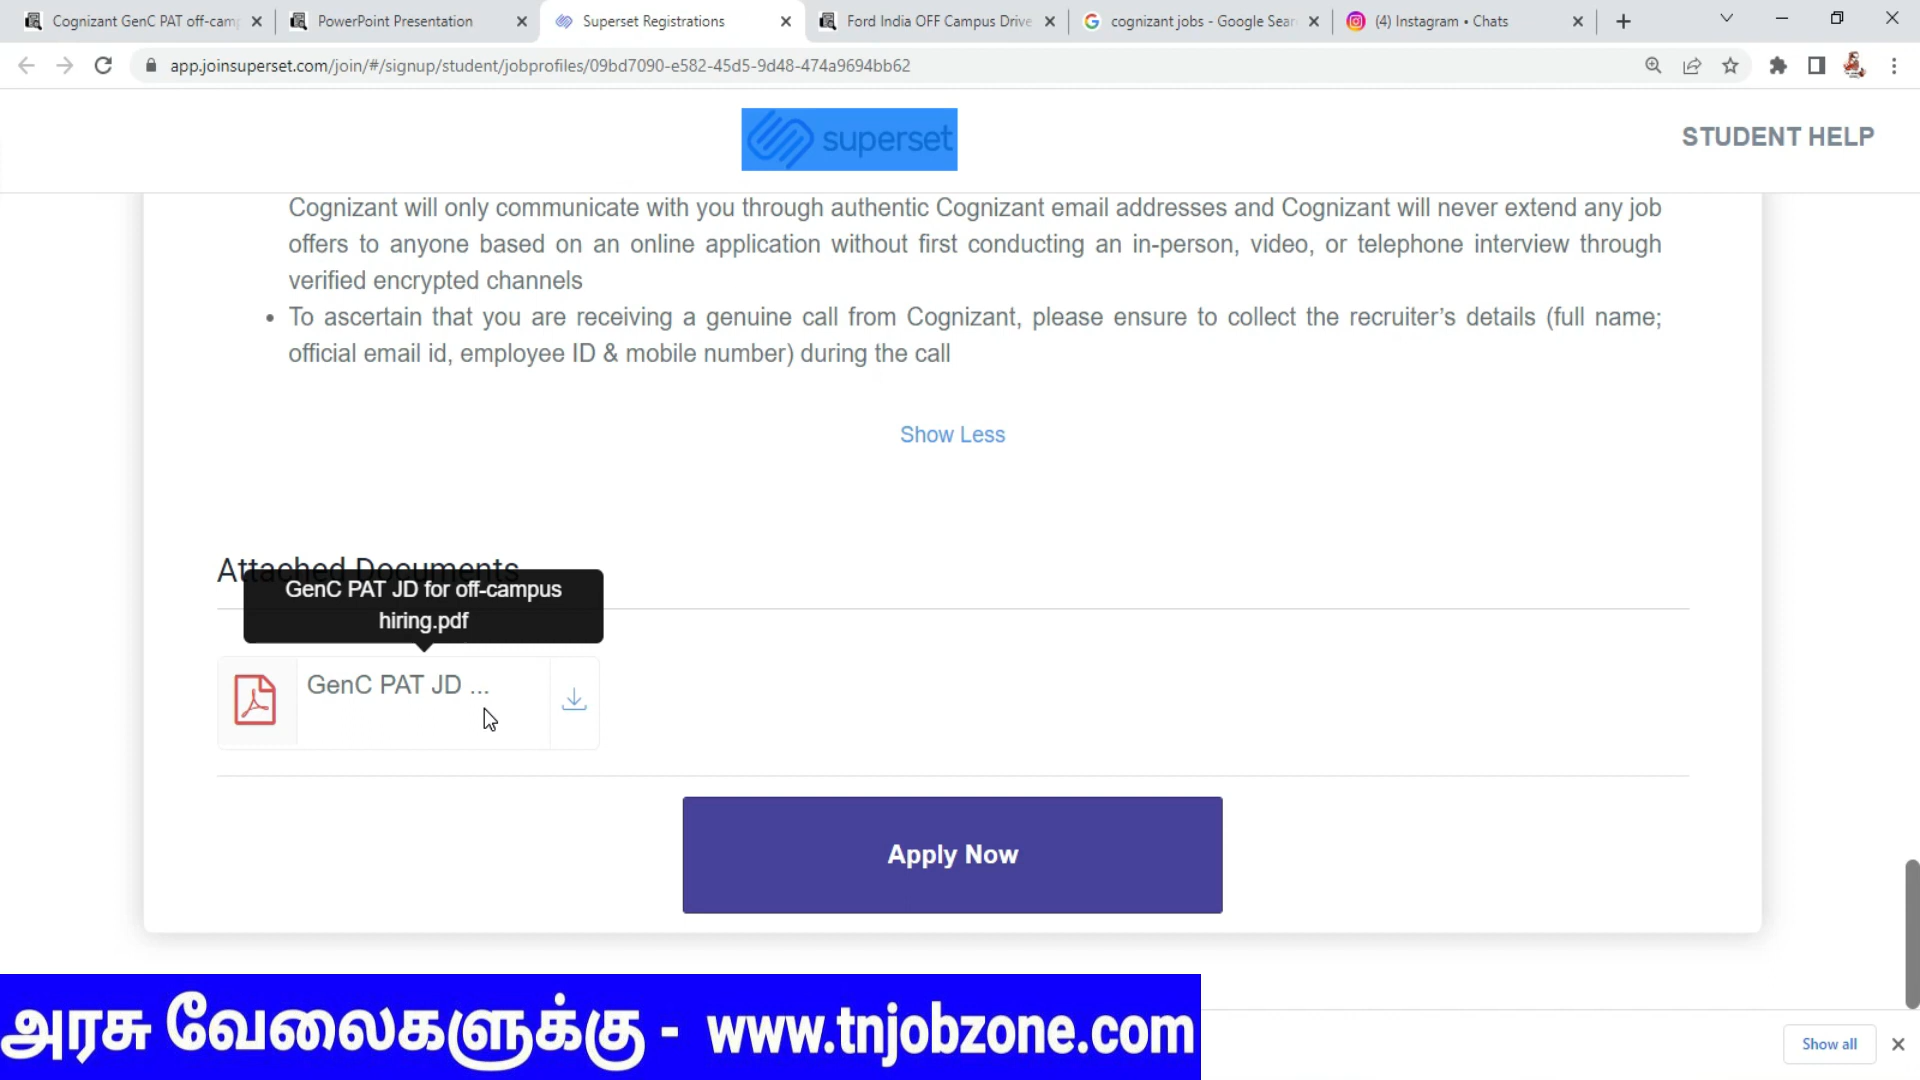 Cognizant GenC PAT off-camp
PowerPoint Presentation
Superset Registrations
Ford India OFF Campus Drive
cognizant jobs - Google Sear
(4) Instagram • Chats
app.joinsuperset.com/join/#/signup/student/jobprofiles/09bd7090-e582-45d5-9d48-474a9694bb62
superset
STUDENT HELP
Cognizant will only communicate with you through authentic Cognizant email addresses and Cognizant will never extend any job
offers to anyone based on an online application without first conducting an in-person, video, or telephone interview through
verified encrypted channels
• To ascertain that you are receiving a genuine call from Cognizant, please ensure to collect the recruiter’s details (full name;
official email id, employee ID & mobile number) during the call
Show Less
Attached Documents
GenC PAT JD for off-campus
hiring.pdf
GenC PAT JD ...
Apply Now
அரசு வேலைகளுக்கு - www.tnjobzone.com
Show all